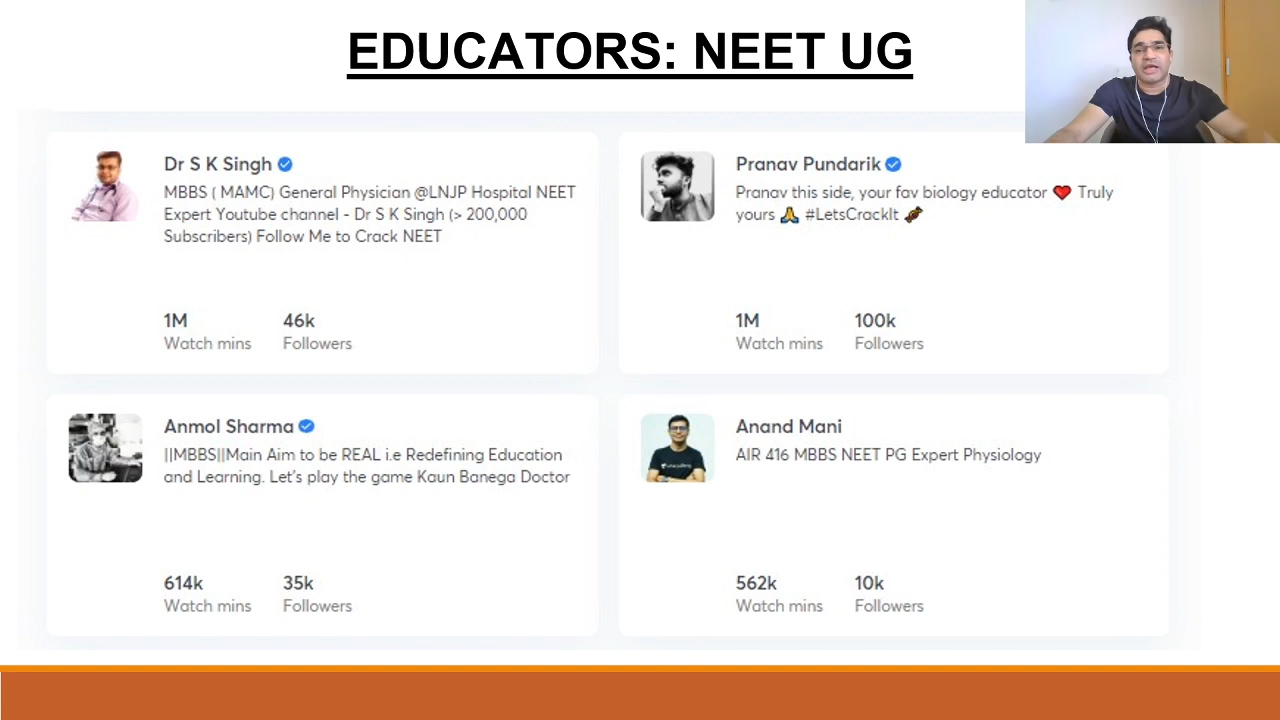 EDUCATORS: NEET UG
Dr S K Singh
MBBS ( MAMC) General Physician @LNJP Hospital NEET
Expert Youtube channel - Dr S K Singh (> 200,000
Subscribers) Follow Me to Crack NEET
1M 46k
Watch mins Followers
Pranav Pundarik
Pranav this side, your fav biology educator ❤️ Truly
yours 🙏 #LetsCrackIt 🍬
1M 100k
Watch mins Followers
Anmol Sharma
||MBBS||Main Aim to be REAL i.e Redefining Education
and Learning. Let's play the game Kaun Banega Doctor
614k 35k
Watch mins Followers
Anand Mani
AIR 416 MBBS NEET PG Expert Physiology
562k 10k
Watch mins Followers